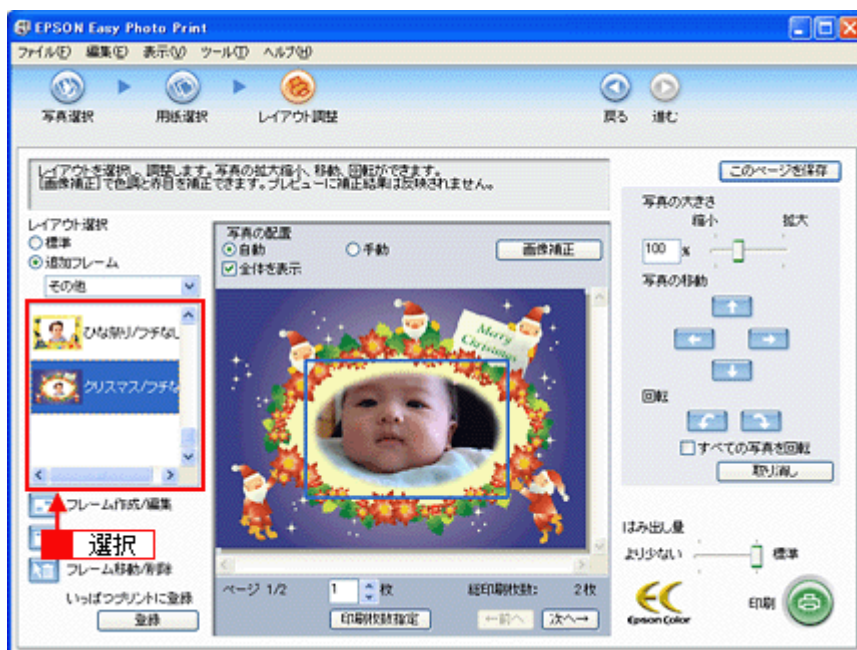 EPSON Easy Photo Print
ファイル(F) 編集(E) 表示(V) ツール(T) ヘルプ(H)
写真選択 用紙選択 レイアウト調整 戻る 進む
レイアウトを選択し、調整します。写真の拡大縮小、移動、回転ができます。
[画像補正]で色調と赤目を補正できます。プレビューに補正結果は反映されません。
このページを保存
レイアウト選択
標準
追加フレーム
その他
ひな祭り/フチなし
クリスマス/フチな
選択
フレーム作成/編集
フレーム移動/削除
いっぱつプリントに登録
登録
写真の配置
自動 手動 画像補正
全体を表示
Merry
Christmas
ページ 1/2 1 枚 総印刷枚数: 2枚
印刷枚数指定 ←前へ 次へ→
写真の大きさ
縮小 拡大
100 %
写真の移動
回転
すべての写真を回転
取り消し
はみ出し量
より少ない 標準
Epson Color
印刷